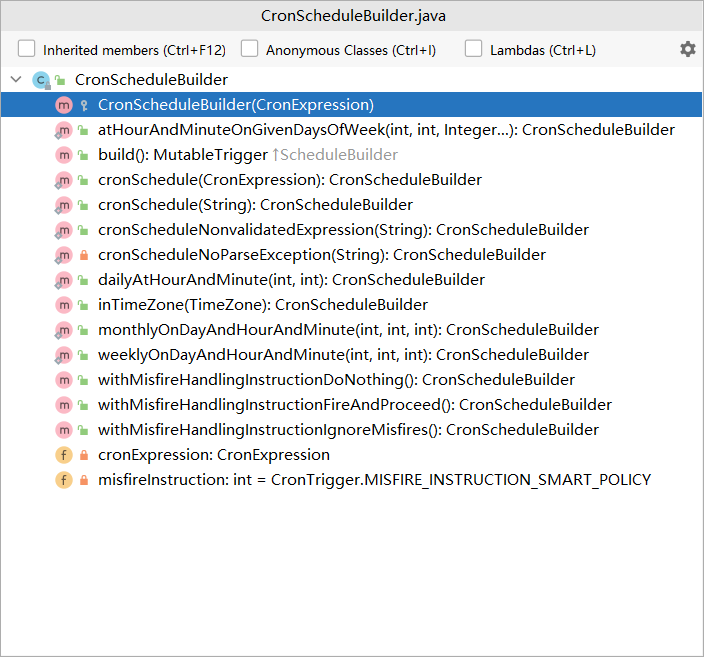 CronScheduleBuilder.java
Inherited members (Ctrl+F12) Anonymous Classes (Ctrl+I) Lambdas (Ctrl+L)
C CronScheduleBuilder
m CronScheduleBuilder(CronExpression)
m atHourAndMinuteOnGivenDaysOfWeek(int, int, Integer...): CronScheduleBuilder
m build(): MutableTrigger ↑ScheduleBuilder
m cronSchedule(CronExpression): CronScheduleBuilder
m cronSchedule(String): CronScheduleBuilder
m cronScheduleNonvalidatedExpression(String): CronScheduleBuilder
m cronScheduleNoParseException(String): CronScheduleBuilder
m dailyAtHourAndMinute(int, int): CronScheduleBuilder
m inTimeZone(TimeZone): CronScheduleBuilder
m monthlyOnDayAndHourAndMinute(int, int, int): CronScheduleBuilder
m weeklyOnDayAndHourAndMinute(int, int, int): CronScheduleBuilder
m withMisfireHandlingInstructionDoNothing(): CronScheduleBuilder
m withMisfireHandlingInstructionFireAndProceed(): CronScheduleBuilder
m withMisfireHandlingInstructionIgnoreMisfires(): CronScheduleBuilder
f cronExpression: CronExpression
f misfireInstruction: int = CronTrigger.MISFIRE_INSTRUCTION_SMART_POLICY